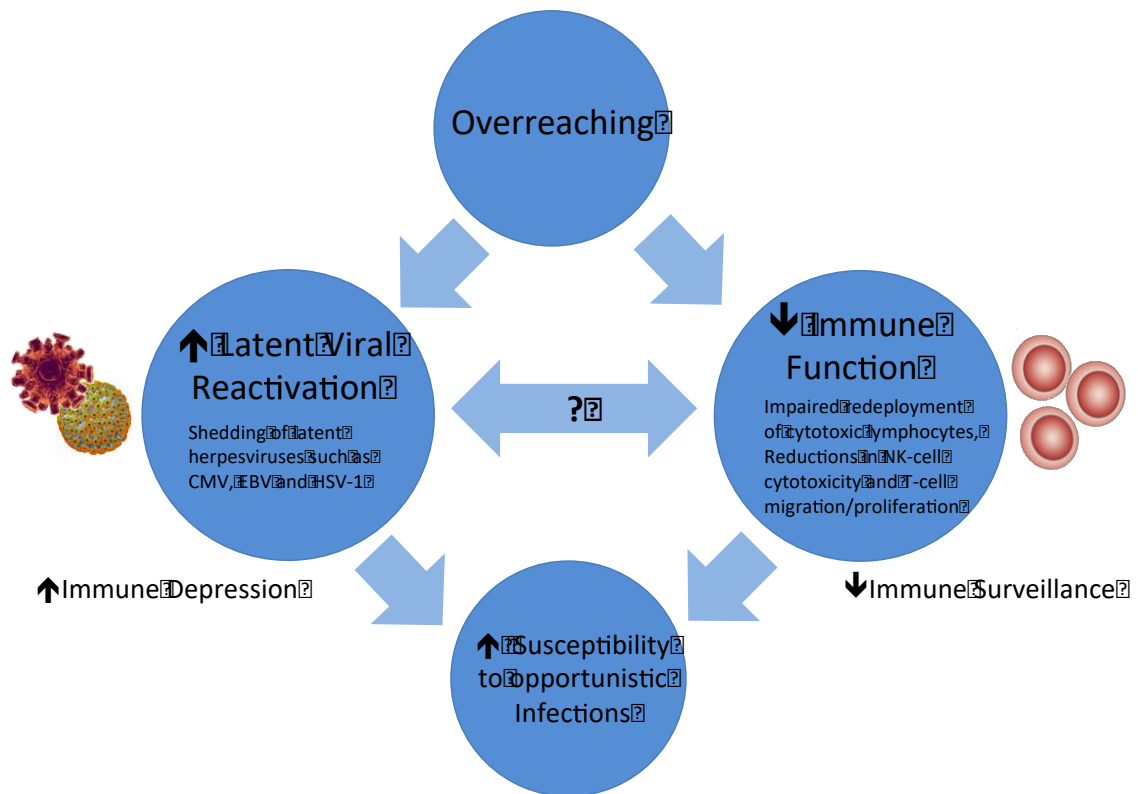 Overreaching
↑ Latent Viral
Reactivation
Shedding of latent
herpesviruses such as
CMV, EBV and HSV-1
↓ Immune
Function
Impaired redeployment
of cytotoxic lymphocytes,
Reductions in NK-cell
cytotoxicity and T-cell
migration/proliferation
?
↑ Immune Depression
↓ Immune Surveillance
↑ Susceptibility
to opportunistic
Infections